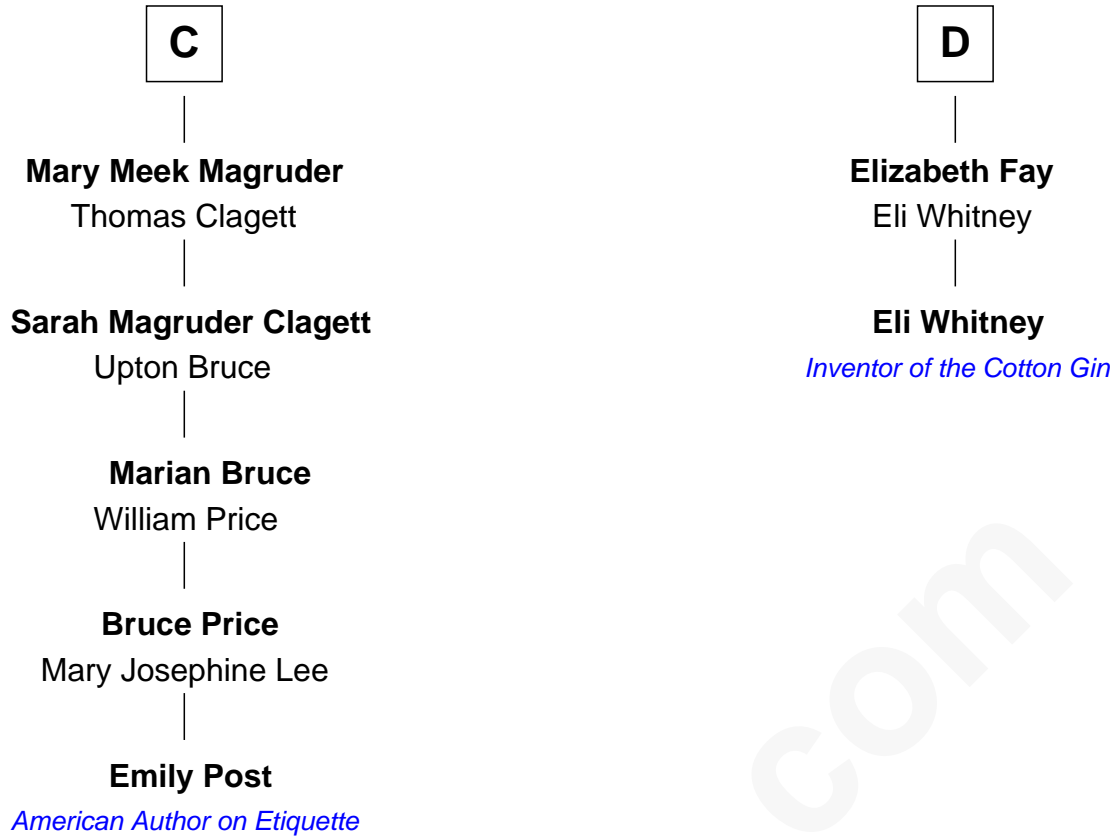 C
Mary Meek Magruder
Thomas Clagett
Sarah Magruder Clagett
Upton Bruce
Marian Bruce
William Price
Bruce Price
Mary Josephine Lee
Emily Post
American Author on Etiquette
D
Elizabeth Fay
Eli Whitney
Eli Whitney
Inventor of the Cotton Gin
com